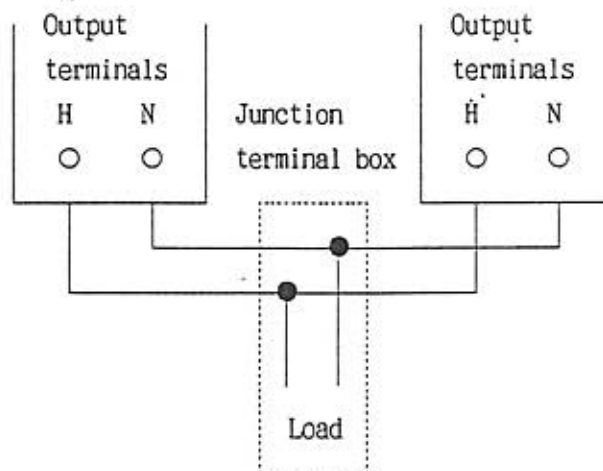 Output
terminals
H N
Junction
terminal box
Output
terminals
H N
Load